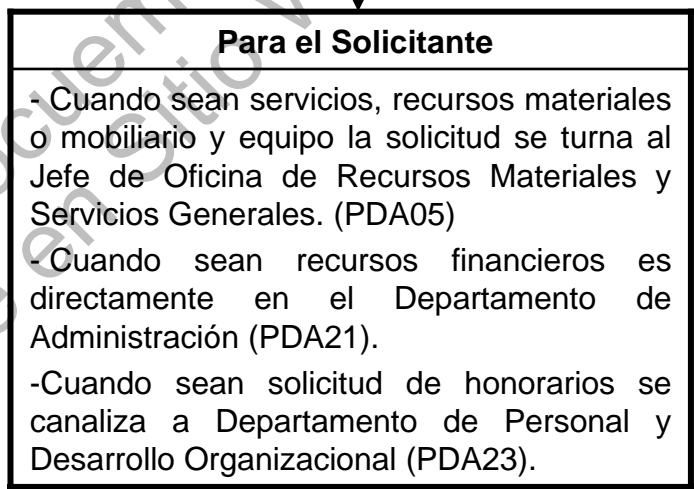 Para el Solicitante
- Cuando sean servicios, recursos materiales
o mobiliario y equipo la solicitud se turna al
Jefe de Oficina de Recursos Materiales y
Servicios Generales. (PDA05)
- Cuando sean recursos financieros es
directamente en el Departamento de
Administración (PDA21).
-Cuando sean solicitud de honorarios se
canaliza a Departamento de Personal y
Desarrollo Organizacional (PDA23).